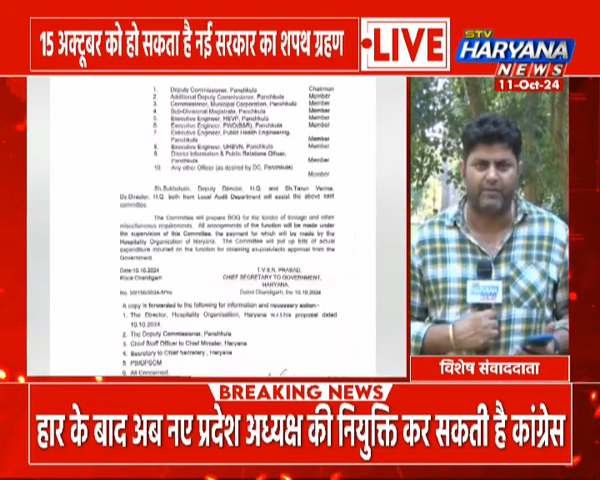 15 अक्टूबर को हो सकता है नई सरकार का शपथ ग्रहण
LIVE
STV
HARYANA
NEWS
11-Oct-24
1. Deputy Commissioner, Panchkula Chairman
2. Additional Deputy Commissioner, Panchkula Member
3. Commissioner, Municipal Corporation, Panchkula Member
4. Sub-Divisional Magistrate, Panchkula Member
5. Executive Engineer, HSVP, Panchkula Member
6. Executive Engineer, PWD(B&R), Panchkula Member
7. Executive Engineer, Public Health Engineering, Panchkula Member
8. Executive Engineer, UHBVN, Panchkula Member
9. District Information & Public Relations Officer, Panchkula Member
10. Any other Officer (as desired by DC, Panchkula) Member
Sh.Sukhchain, Deputy Director, H.Q. and Sh.Tarun Verma,
Dy.Director, H.Q. both from Local Audit Department will assist the above said
committee.
The Committee will prepare BOQ for the tender of tentage and other
miscellaneous requirements. All arrangements of the function will be made under
the supervision of this Committee, the payment for which will be made by the
Hospitality Organisation of Haryana. The Committee will put up bills of actual
expenditure incurred on the function for obtaining ex-post-facto approval from the
Government.
Date:10.10.2024 T.V.S.N. PRASAD,
Place Chandigarh CHIEF SECRETARY TO GOVERNMENT,
HARYANA.
Dated Chandigarh, the 10.10.2024
A copy is forwarded to the following for information and necessary action:-
1. The Director, Hospitality Organisation, Haryana w.r.t.his proposal dated
10.10.2024.
2. The Deputy Commissioner, Panchkula
3. Chief Staff Officer to Chief Minister, Haryana
4. Secretary to Chief Secretary, Haryana
5. PS/DPSCM
6. All Concerned.
विशेष संवाददाता
BREAKING NEWS
हार के बाद अब नए प्रदेश अध्यक्ष की नियुक्ति कर सकती है कांग्रेस